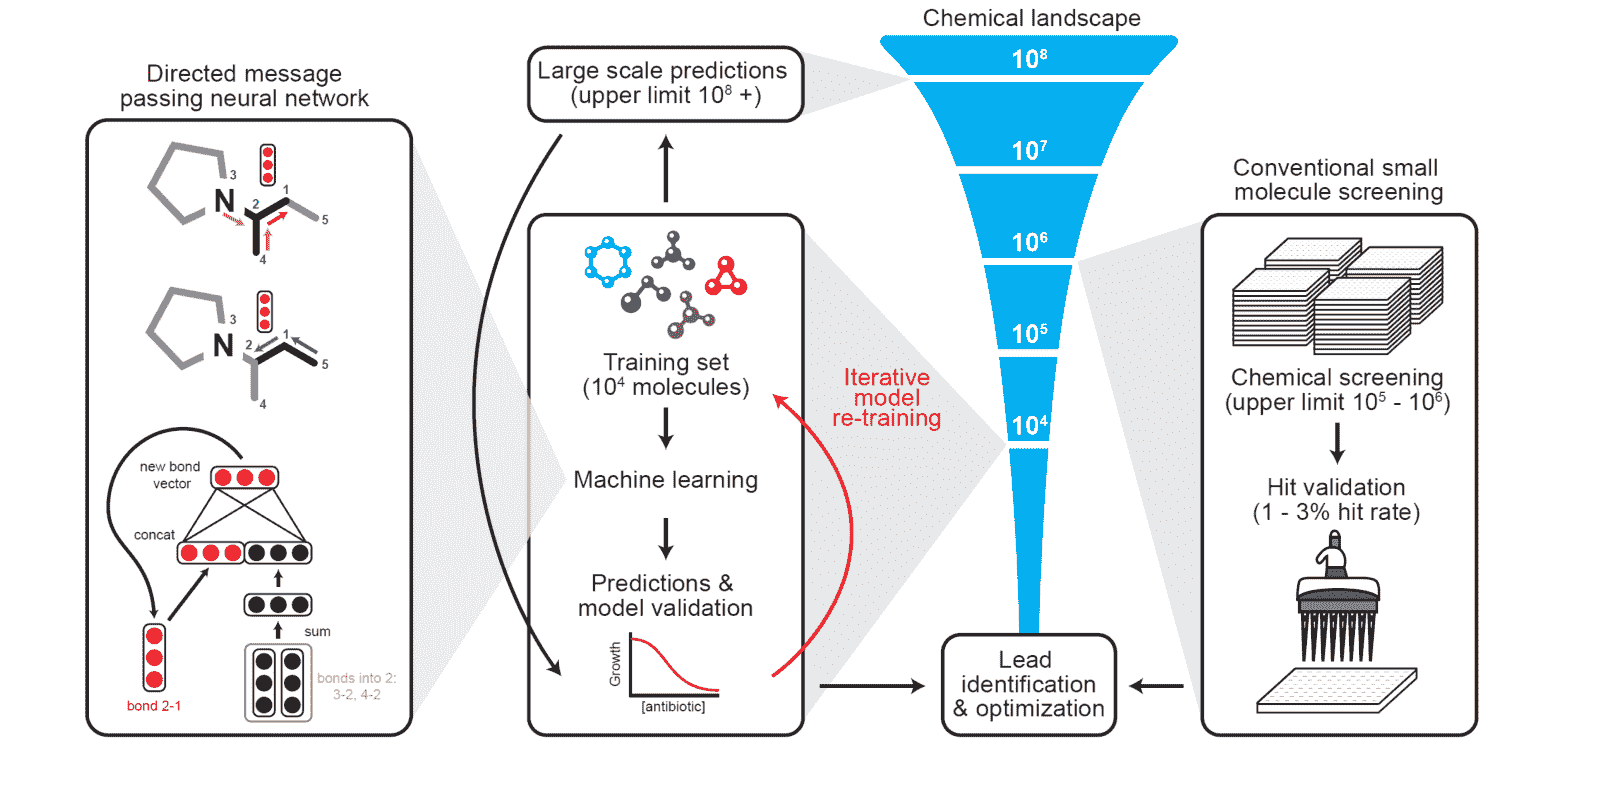 Directed message
passing neural network
3
N
2
1
5
4
3
N
2
1
5
4
new bond
vector
concat
sum
bonds into 2:
3-2, 4-2
bond 2-1
Large scale predictions
(upper limit 10⁸ +)
Training set
(10⁴ molecules)
Machine learning
Predictions &
model validation
Growth
[antibiotic]
Iterative
model
re-training
Chemical landscape
10⁸
10⁷
10⁶
10⁵
10⁴
Lead
identification
& optimization
Conventional small
molecule screening
Chemical screening
(upper limit 10⁵ - 10⁶)
Hit validation
(1 - 3% hit rate)